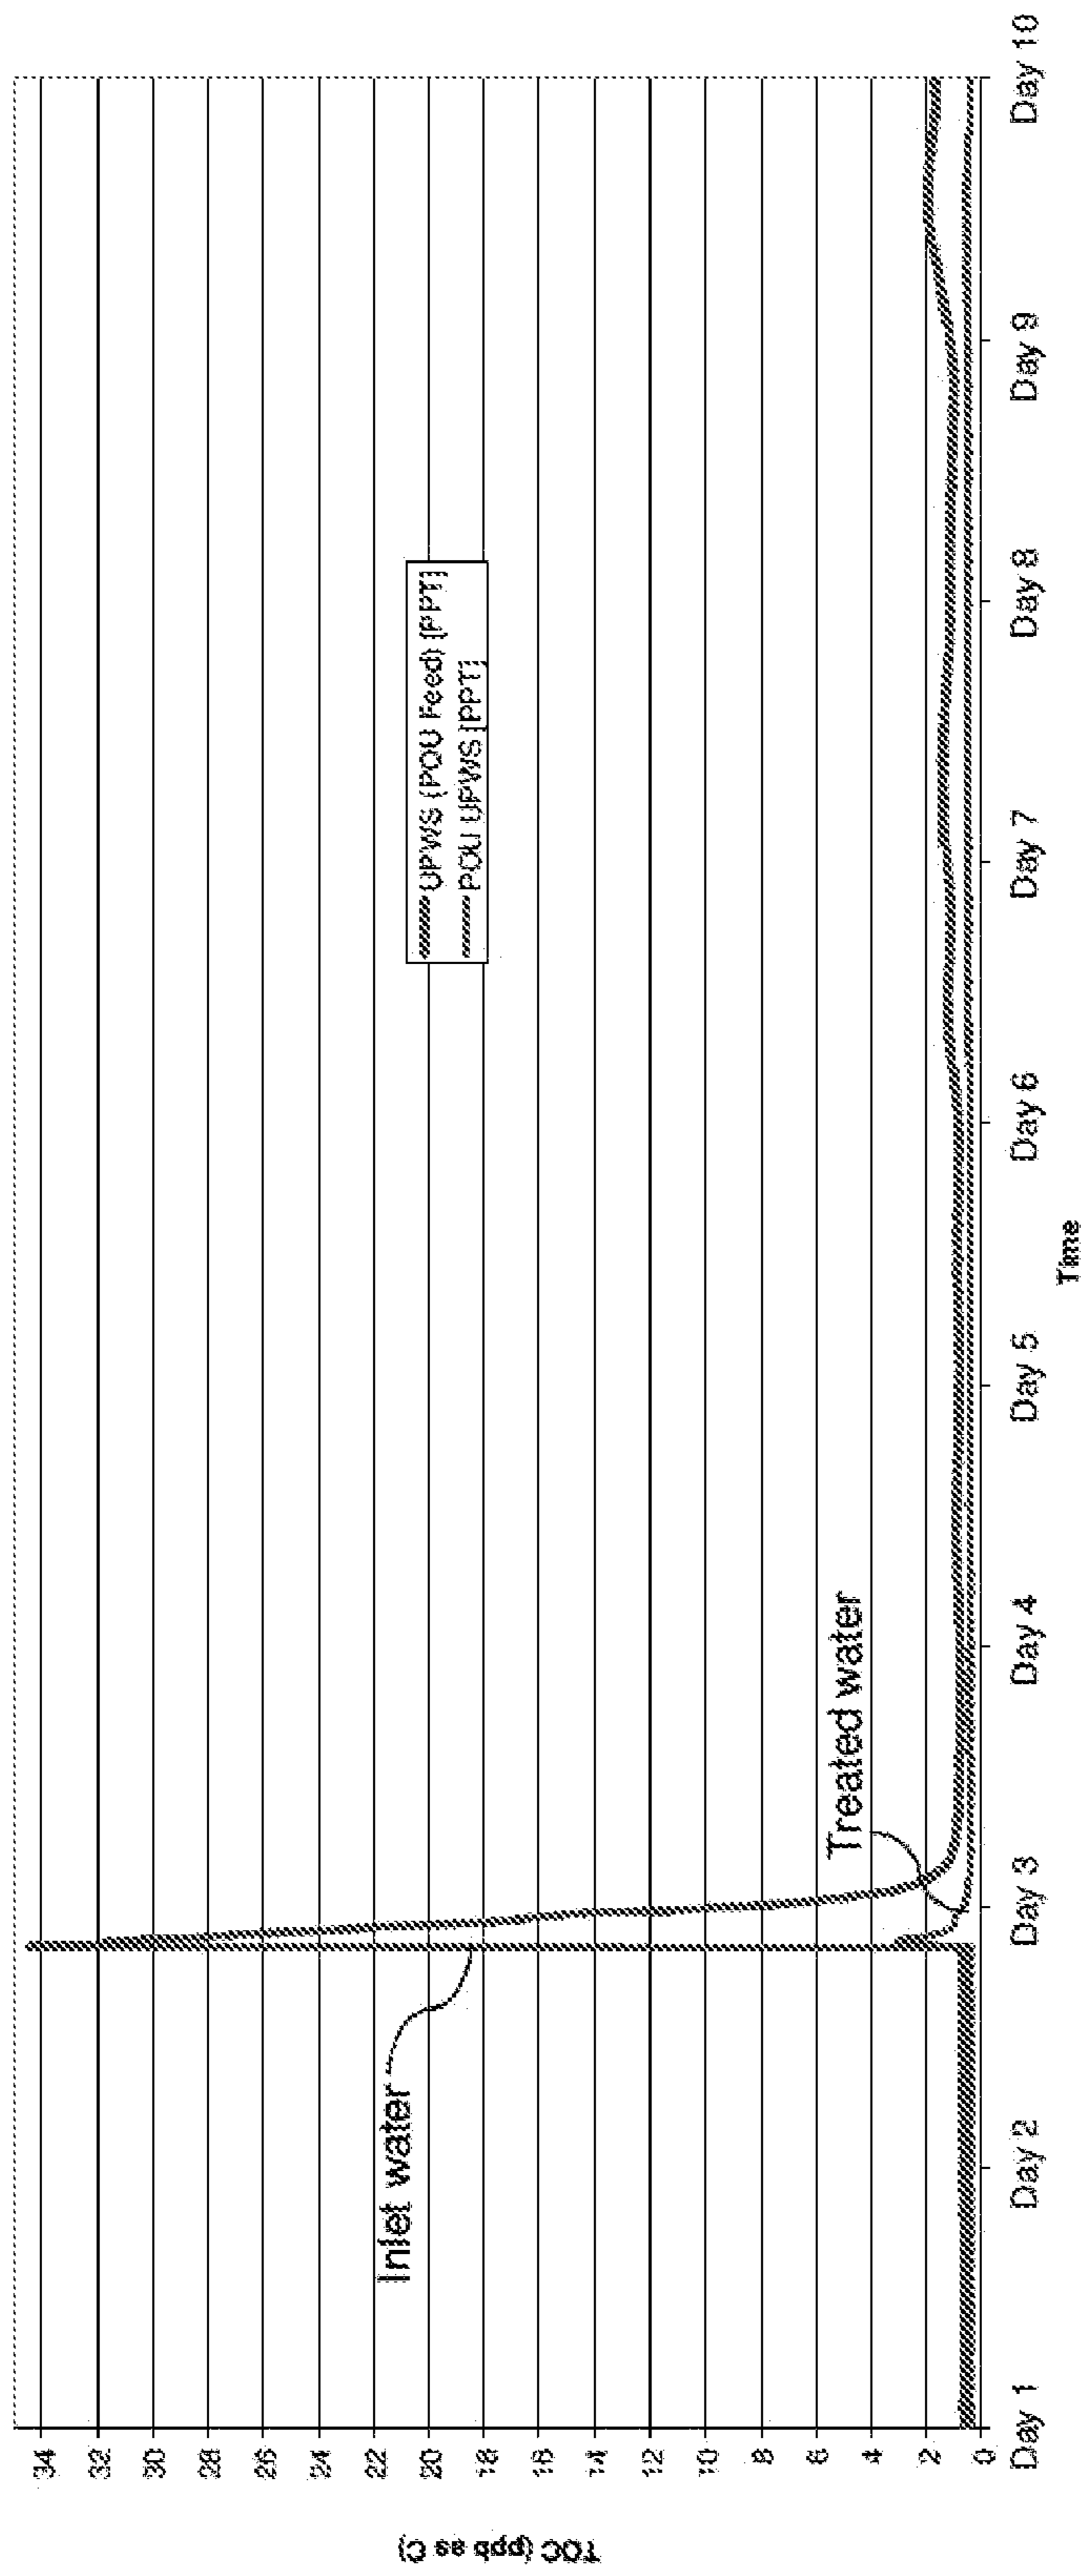 TOC (ppb as C)
34
32
30
28
26
24
22
20
18
16
14
12
10
8
6
4
2
0
Inlet water
Treated water
UPWS (POU Feed) [PPT]
POU UPWS [PPT]
Day 1
Day 2
Day 3
Day 4
Day 5
Day 6
Day 7
Day 8
Day 9
Day 10
Time